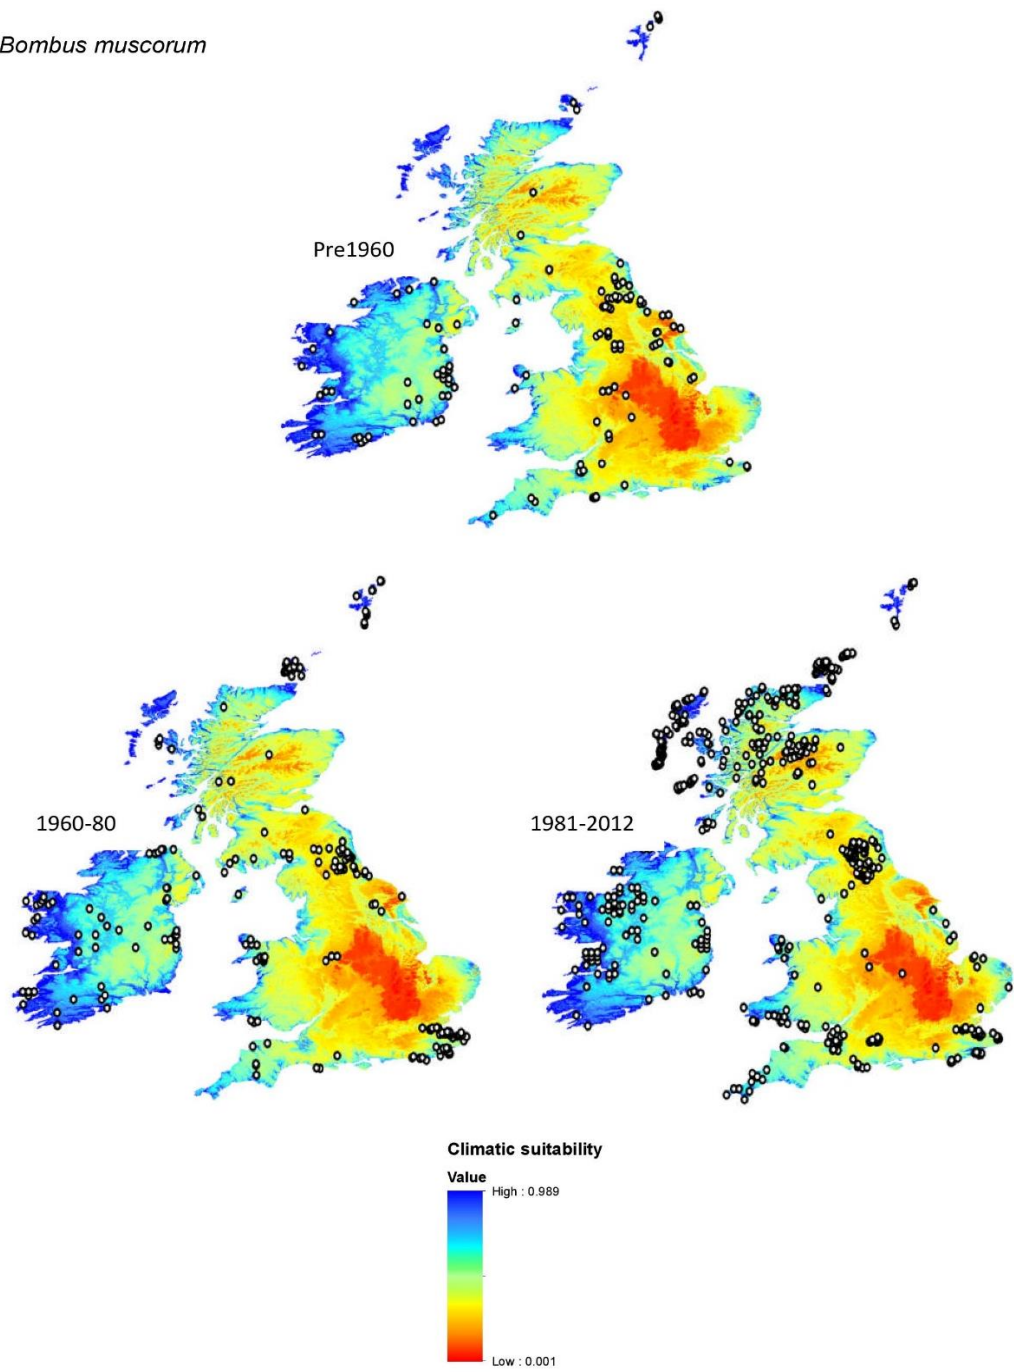 Bombus muscorum
Pre1960
1960-80
1981-2012
Climatic suitability
Value
High : 0.989
Low : 0.001